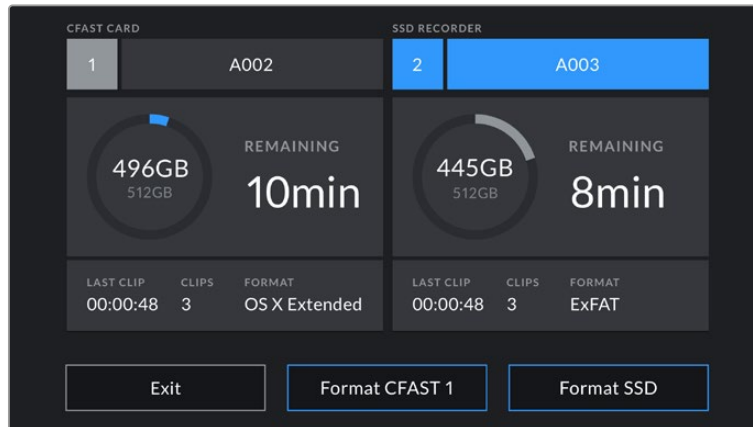 CFAST CARD
1 A002
496GB
512GB
REMAINING
10min
LAST CLIP CLIPS FORMAT
00:00:48 3 OS X Extended
SSD RECORDER
2 A003
445GB
512GB
REMAINING
8min
LAST CLIP CLIPS FORMAT
00:00:48 3 ExFAT
Exit Format CFAST 1 Format SSD